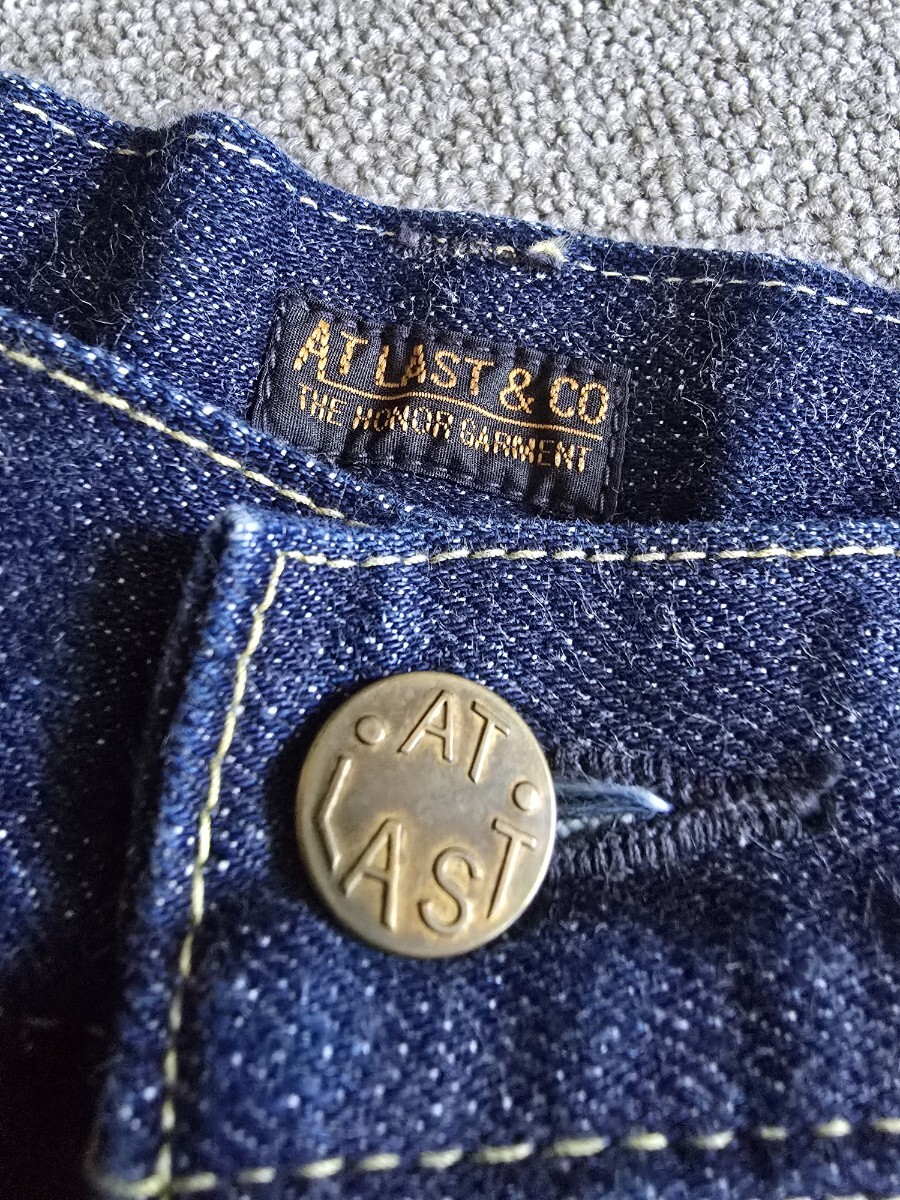 AT LAST & CO
THE HONOR GARMENT
AT
LAST